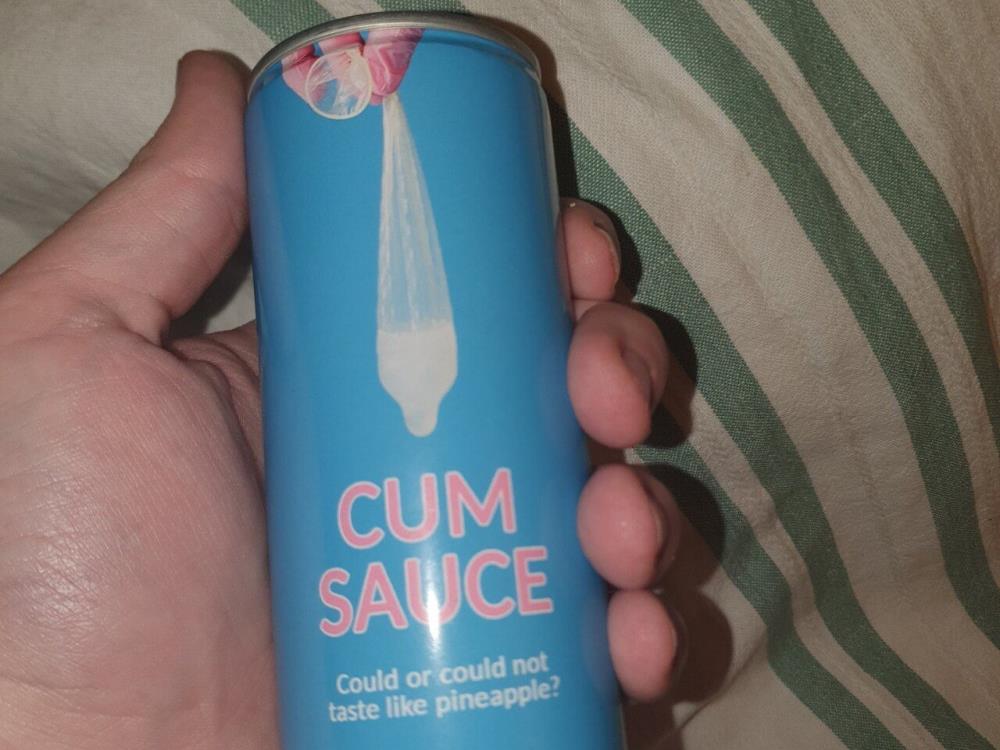 CUM
SAUCE
Could or could not
taste like pineapple?